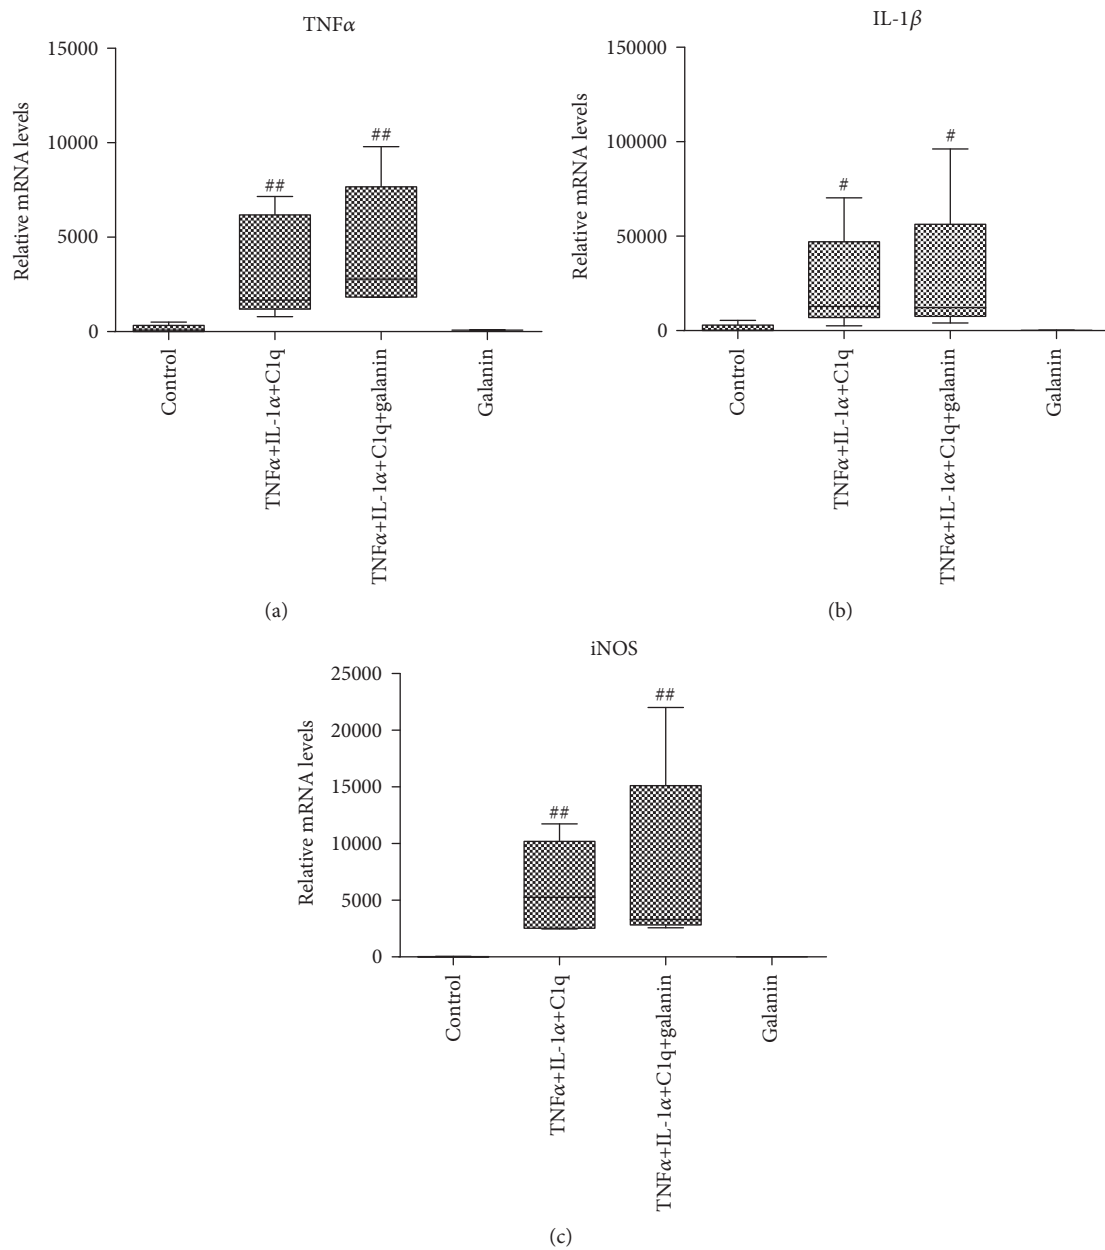 TNFα
Relative mRNA levels
15000
10000
5000
0
##
##
Control
TNFα+IL-1α+C1q
TNFα+IL-1α+C1q+galanin
Galanin
(a)
IL-1β
Relative mRNA levels
150000
100000
50000
0
#
#
Control
TNFα+IL-1α+C1q
TNFα+IL-1α+C1q+galanin
Galanin
(b)
iNOS
Relative mRNA levels
25000
20000
15000
10000
5000
0
##
##
Control
TNFα+IL-1α+C1q
TNFα+IL-1α+C1q+galanin
Galanin
(c)